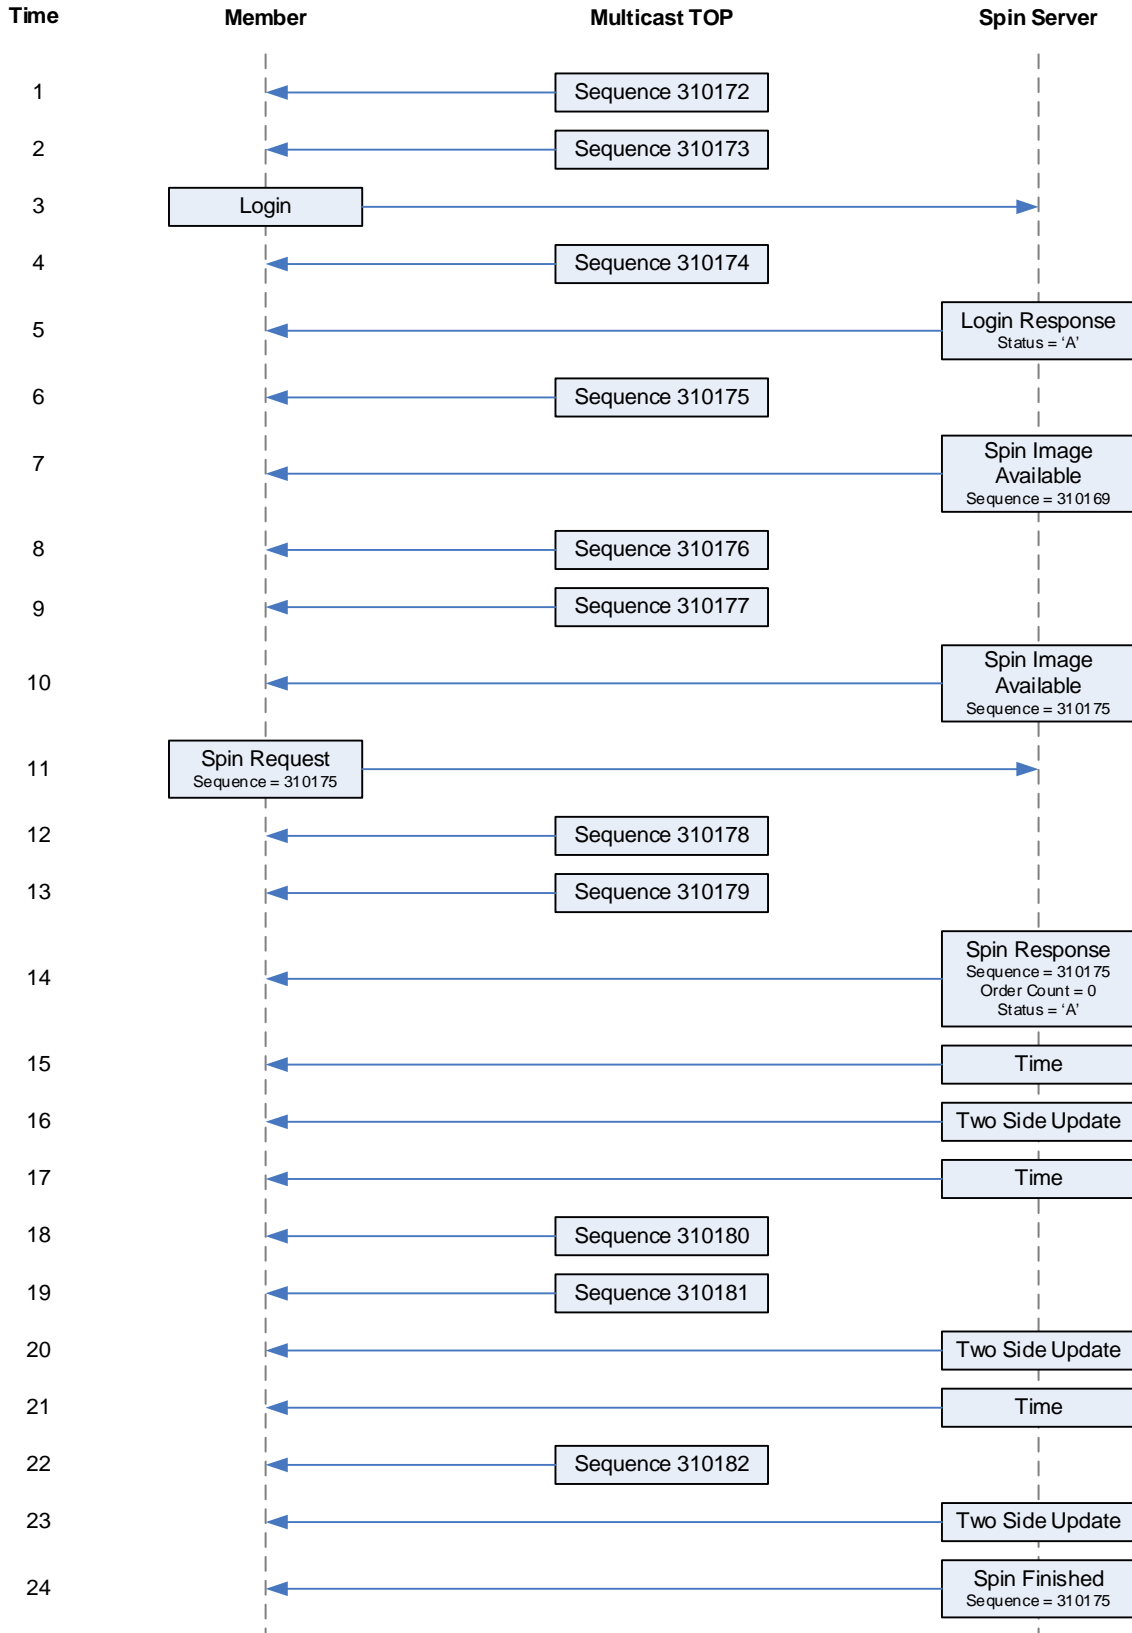 Time Member Multicast TOP Spin Server
1 Sequence 310172
2 Sequence 310173
3 Login
4 Sequence 310174
5 Login Response
Status = ‘A’
6 Sequence 310175
7 Spin Image
Available
Sequence = 310169
8 Sequence 310176
9 Sequence 310177
10 Spin Image
Available
Sequence = 310175
11 Spin Request
Sequence = 310175
12 Sequence 310178
13 Sequence 310179
14 Spin Response
Sequence = 310175
Order Count = 0
Status = ‘A’
15 Time
16 Two Side Update
17 Time
18 Sequence 310180
19 Sequence 310181
20 Two Side Update
21 Time
22 Sequence 310182
23 Two Side Update
24 Spin Finished
Sequence = 310175